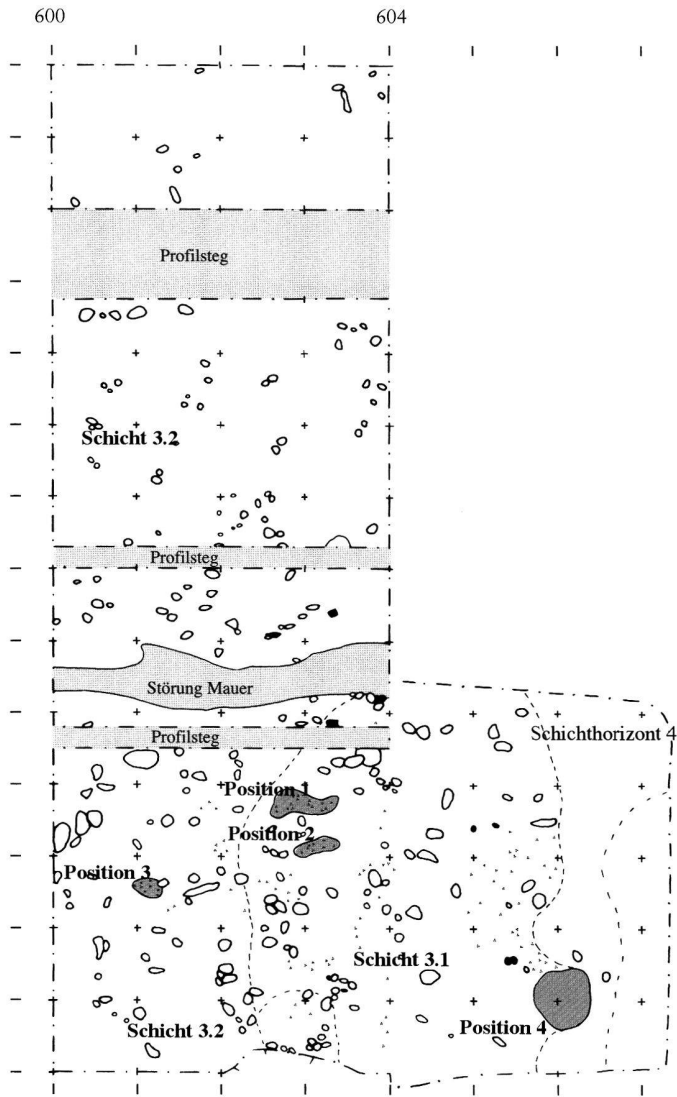 600
604
Profilsteg
Schicht 3.2
Profilsteg
Störung Mauer
Schichthorizont 4
Profilsteg
Position 1
Position 2
Position 3
Schicht 3.1
Position 4
Schicht 3.2